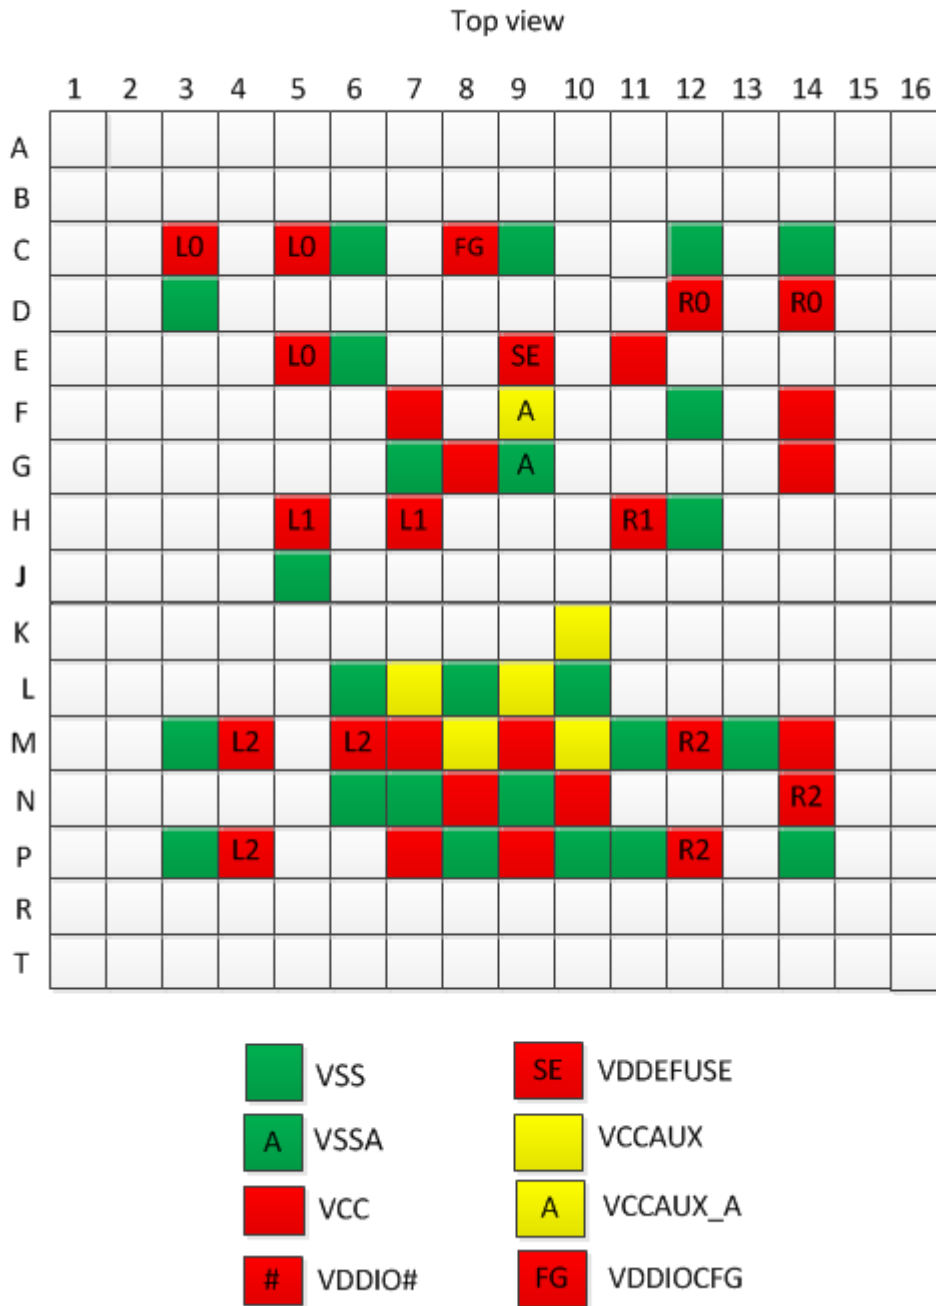 Top view
1 2 3 4 5 6 7 8 9 10 11 12 13 14 15 16
A
B
C L0 L0 FG
D R0 R0
E L0 SE
F A
G A
H L1 L1 R1
J
K
L
M L2 L2 R2
N R2
P L2 R2
R
T
VSS SE VDDEFUSE
A VSSA VCCAUX
VCC A VCCAUX_A
# VDDIO# FG VDDIOCFG